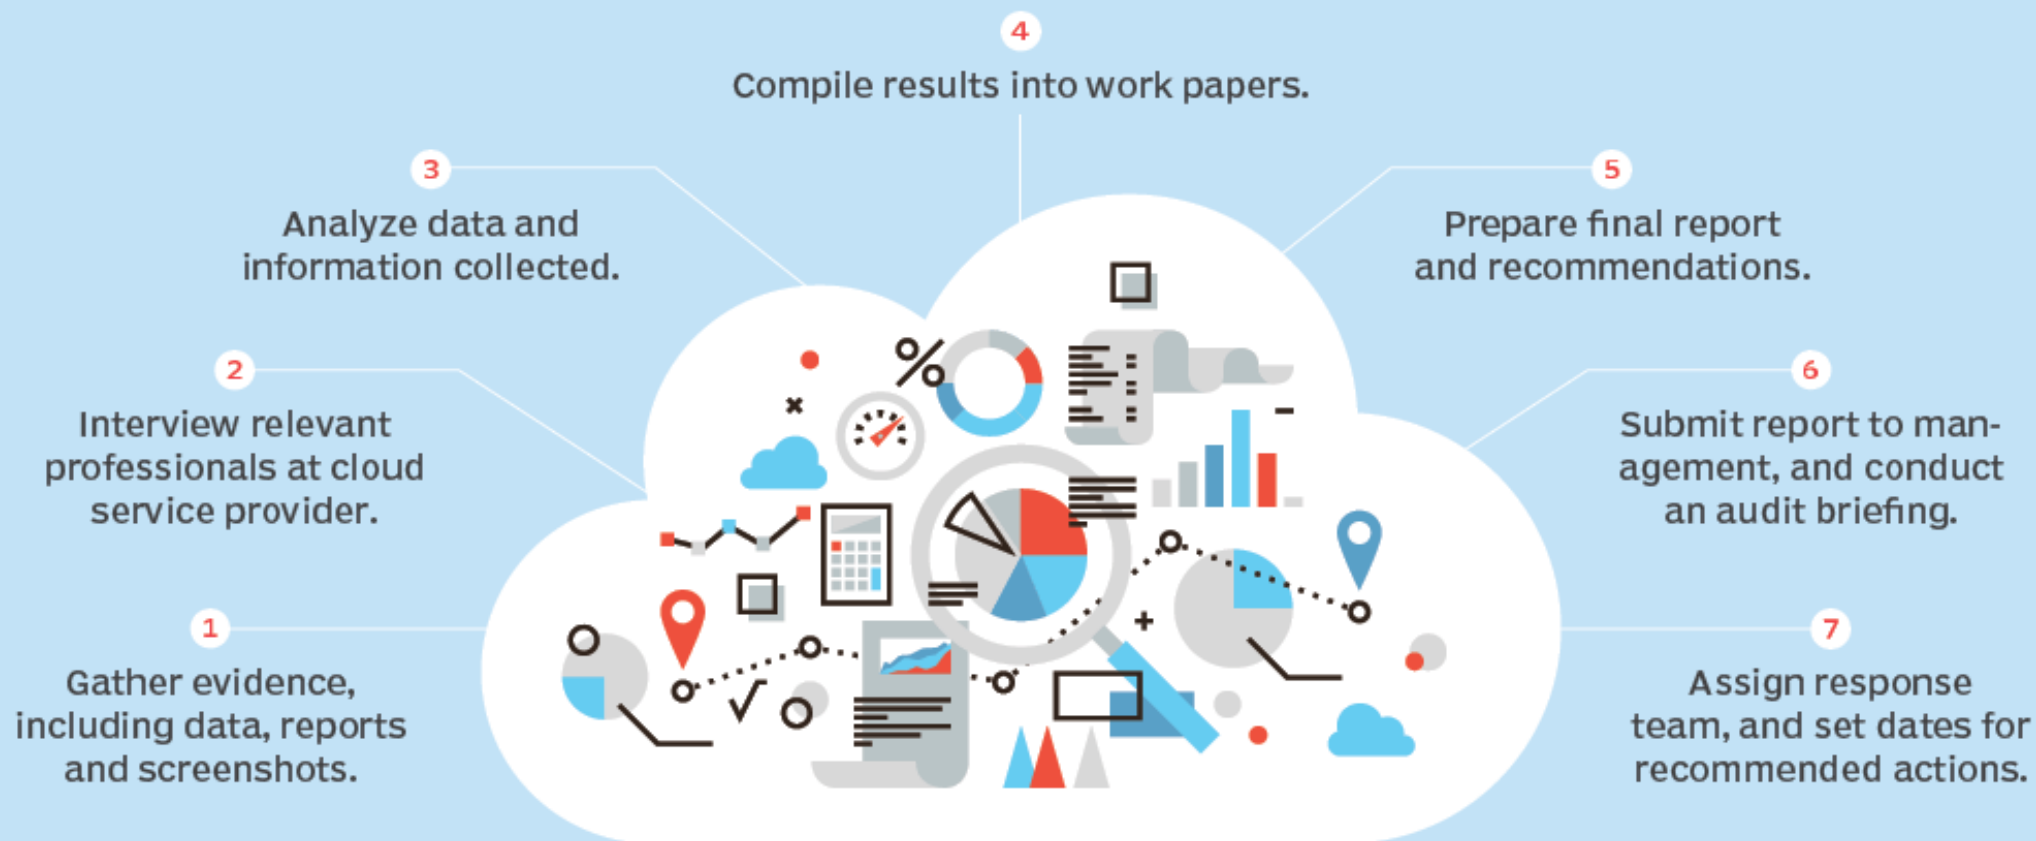 1
Gather evidence,
including data, reports
and screenshots.
2
Interview relevant
professionals at cloud
service provider.
3
Analyze data and
information collected.
4
Compile results into work papers.
5
Prepare final report
and recommendations.
6
Submit report to man-
agement, and conduct
an audit briefing.
7
Assign response
team, and set dates for
recommended actions.
%